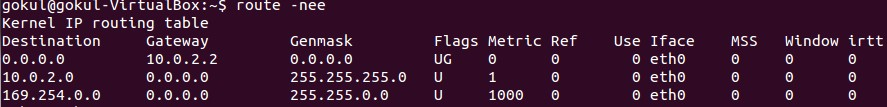 gokul@gokul-VirtualBox:~$ route -nee
Kernel IP routing table
Destination Gateway Genmask Flags Metric Ref Use Iface MSS Window irtt
0.0.0.0 10.0.2.2 0.0.0.0 UG 0 0 0 eth0 0 0 0
10.0.2.0 0.0.0.0 255.255.255.0 U 1 0 0 eth0 0 0 0
169.254.0.0 0.0.0.0 255.255.0.0 U 1000 0 0 eth0 0 0 0